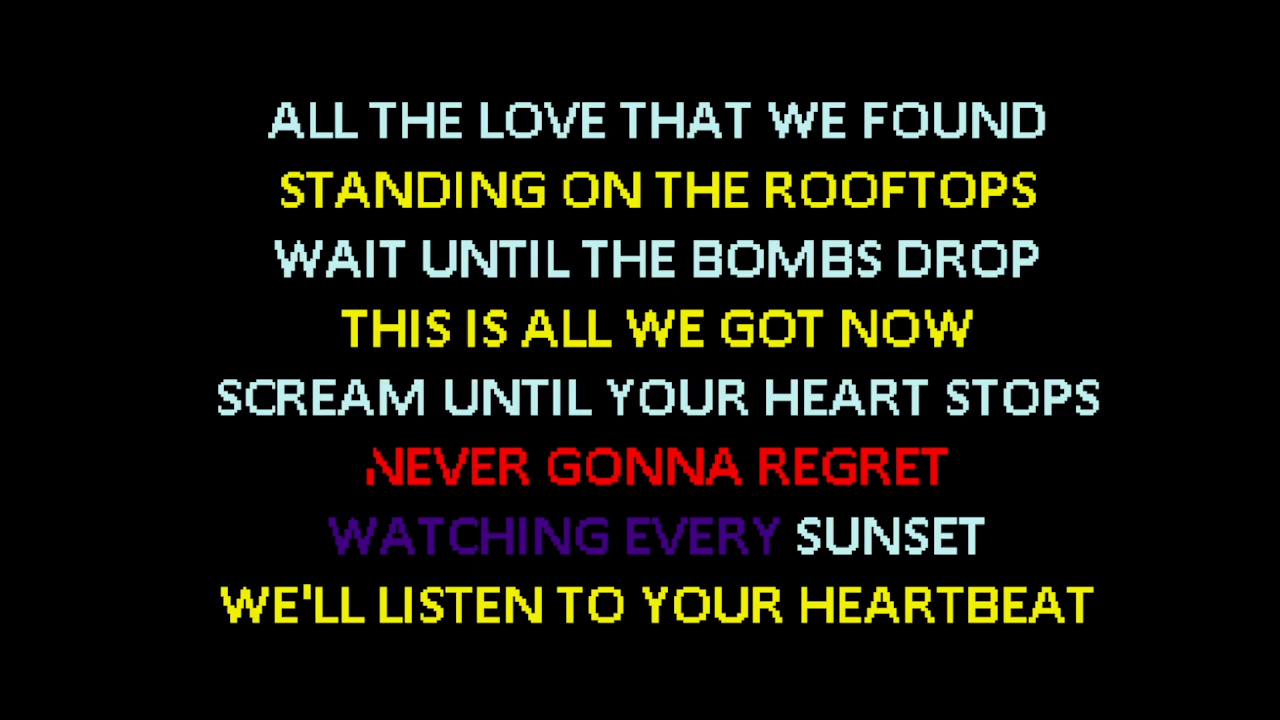 ALL THE LOVE THAT WE FOUND
STANDING ON THE ROOFTOPS
WAIT UNTIL THE BOMBS DROP
THIS IS ALL WE GOT NOW
SCREAM UNTIL YOUR HEART STOPS
NEVER GONNA REGRET
WATCHING EVERY SUNSET
WE'LL LISTEN TO YOUR HEARTBEAT